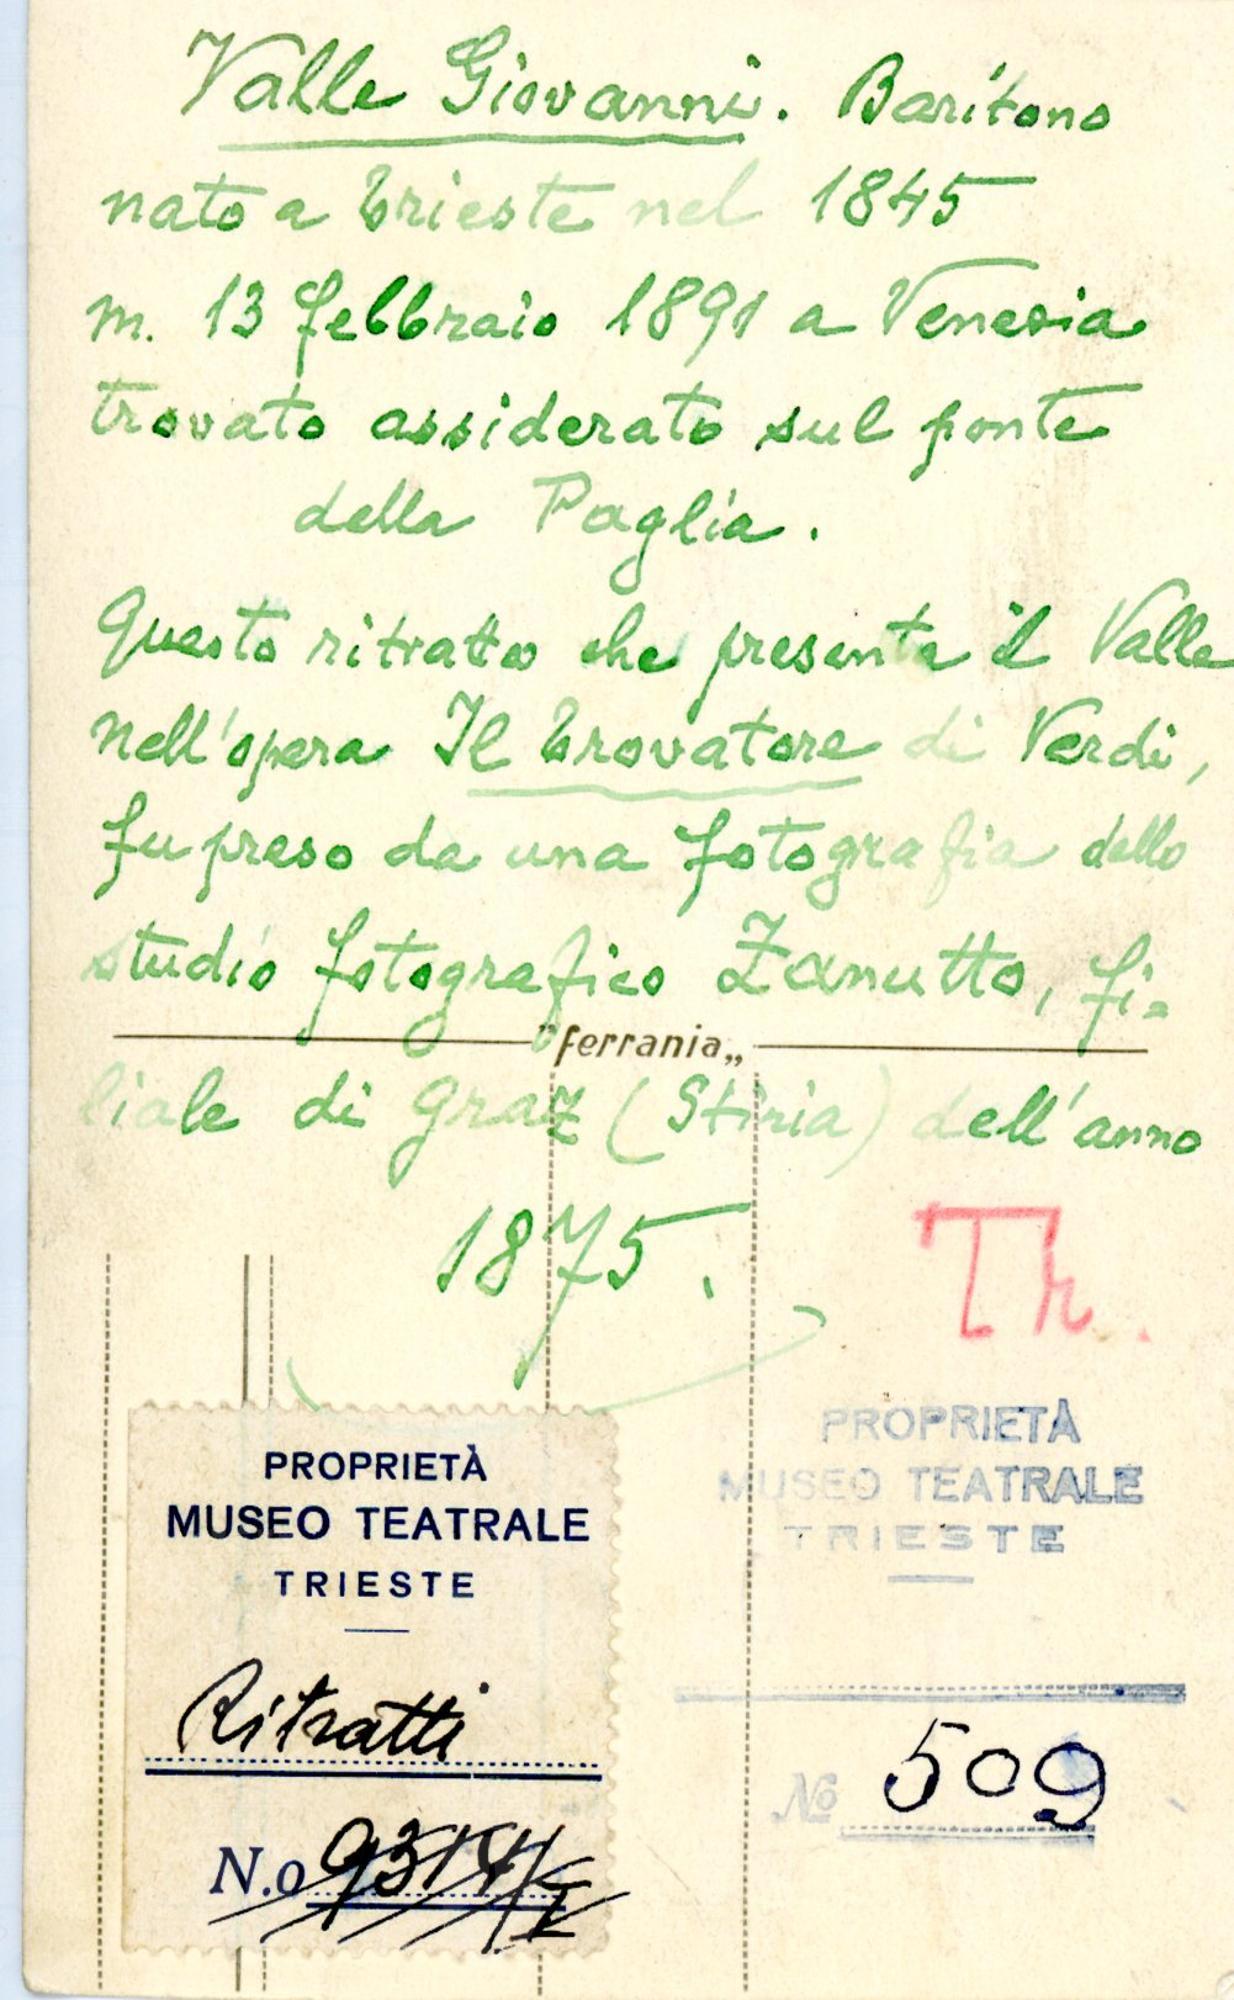 Valle Giovanni. Baritono
nato a Trieste nel 1845
m. 13 febbraio 1891 a Venezia
trovato assiderato sul ponte
della Paglia.
Questo ritratto che presenta il Valle
nell'opera Il Trovatore di Verdi,
fu preso da una fotografia dello
studio fotografico Zanutto, fi=
"ferrania„
liale di Graz (Stiria) dell'anno
1875.
Tr.
PROPRIETÀ
MUSEO TEATRALE
TRIESTE
Ritratti
N.o
PROPRIETÀ
MUSEO TEATRALE
TRIESTE
No 509